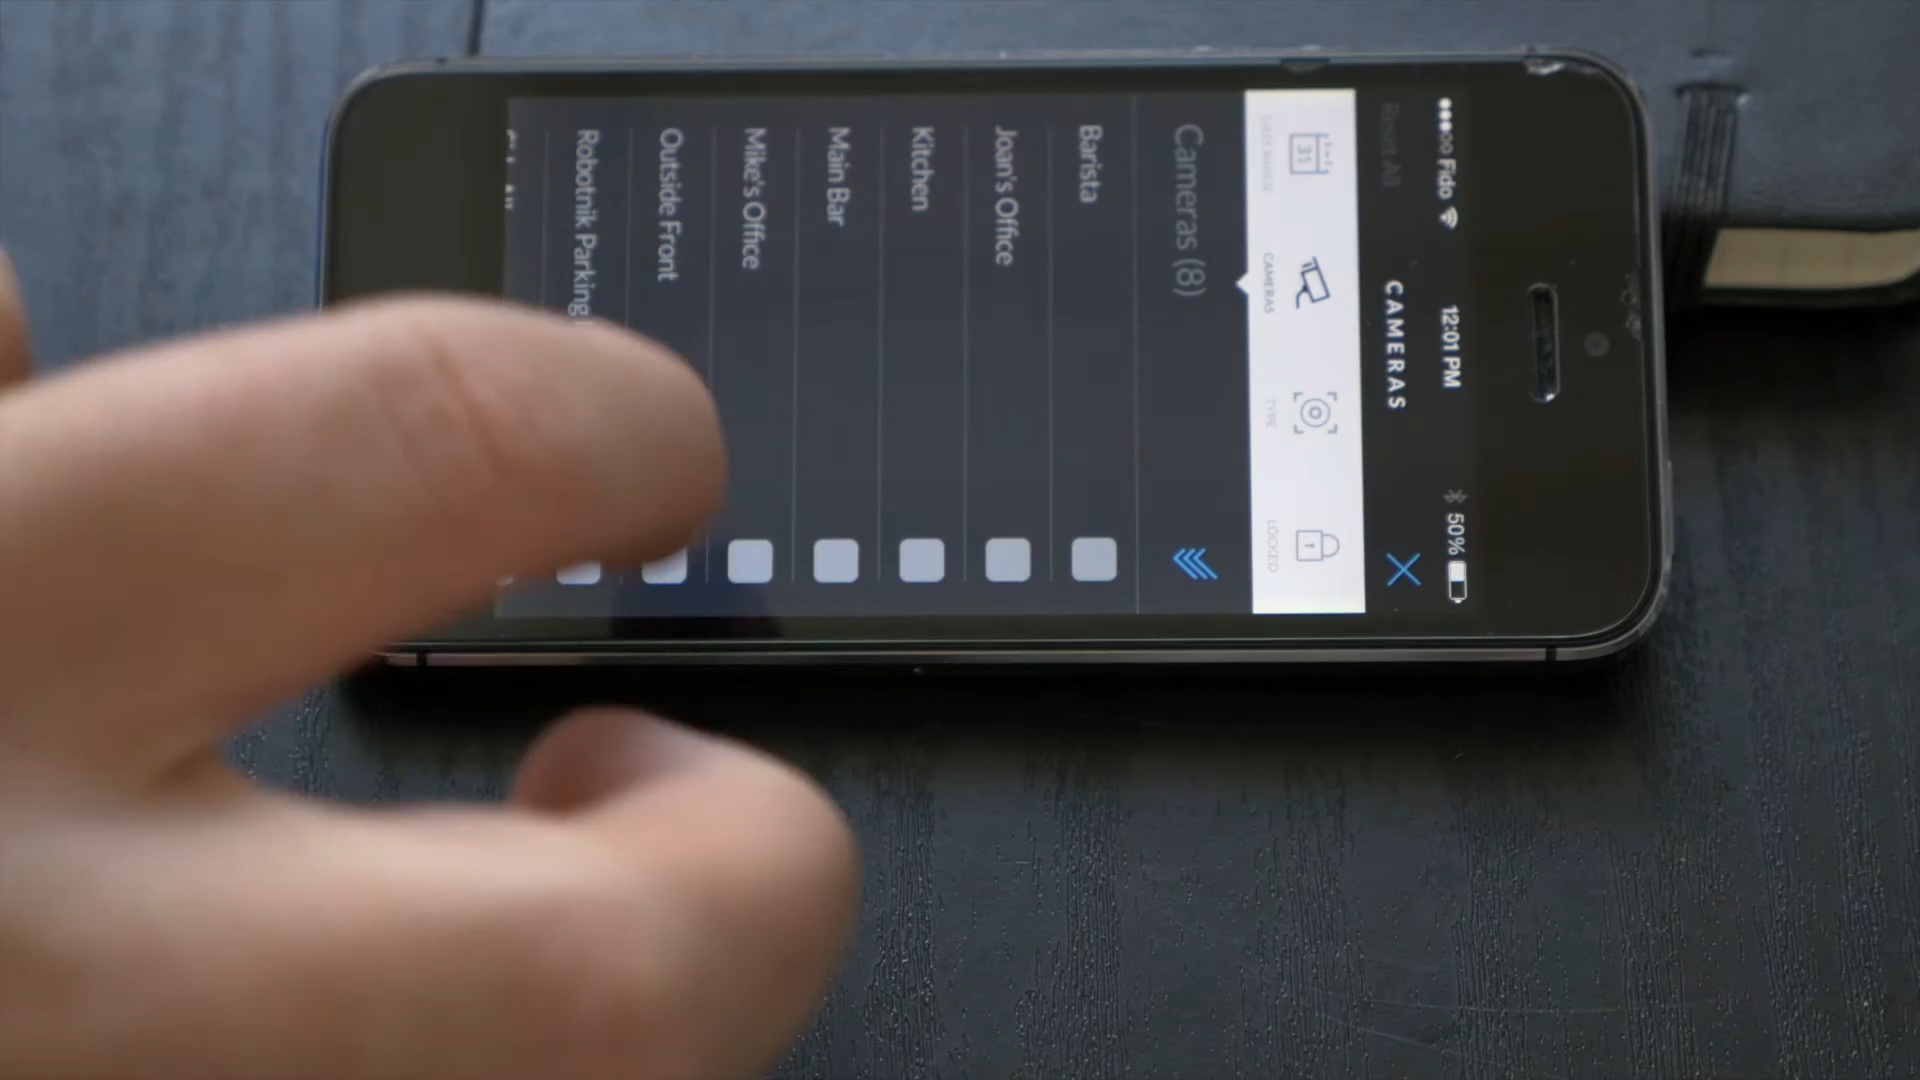 ●●●○○ Fido 12:01 PM 50%
Reset All CAMERAS
31
DATE RANGE CAMERAS TYPE LOCKED
Cameras (8)
Barista
Joan's Office
Kitchen
Main Bar
Mike's Office
Outside Front
Robotnik Parking